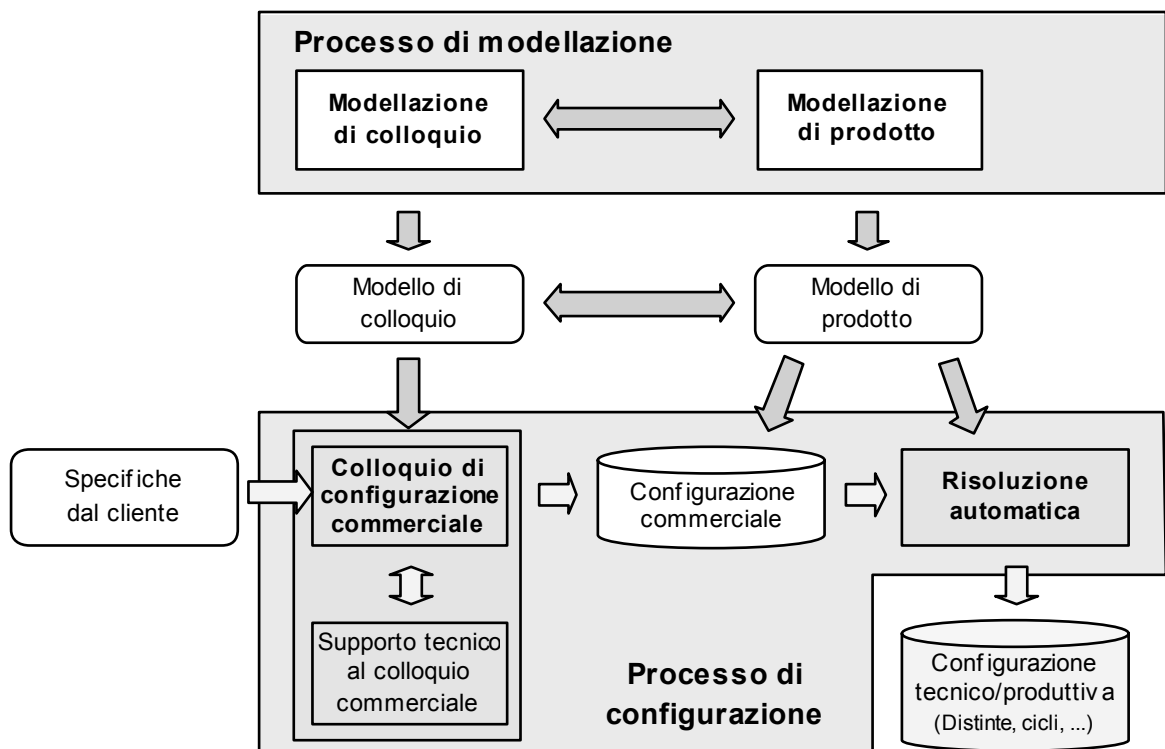 Processo di modellazione
Modellazione
di colloquio
Modellazione
di prodotto
Modello di
colloquio
Modello di
prodotto
Specifiche
dal cliente
Colloquio di
configurazione
commerciale
Configurazione
commerciale
Risoluzione
automatica
Supporto tecnico
al colloquio
commerciale
Processo di
configurazione
Configurazione
tecnico/produttiva
(Distinte, cicli, ...)